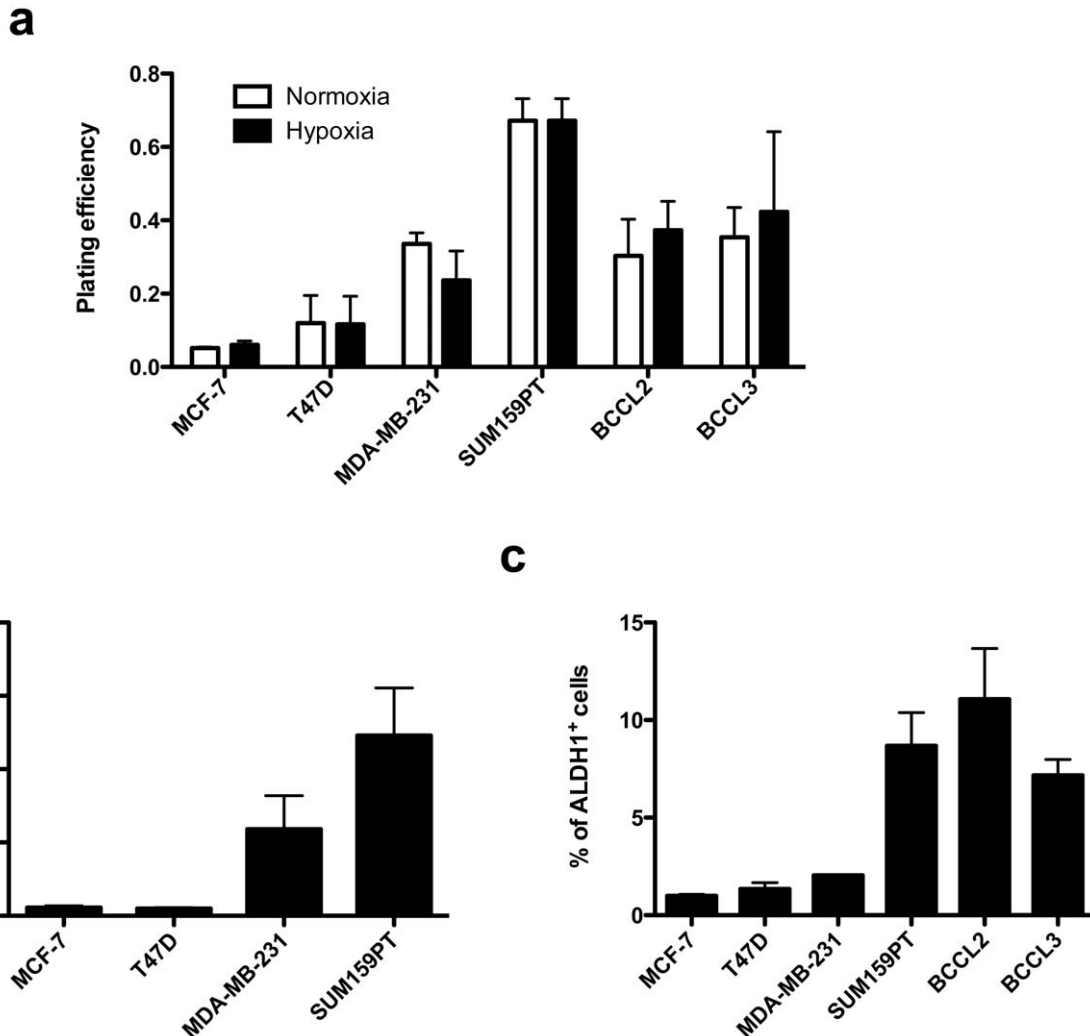 a
0.8
0.6
0.4
0.2
0.0
Plating efficiency
Normoxia
Hypoxia
MCF-7
T47D
MDA-MB-231
SUM159PT
BCCL2
BCCL3
MCF-7
T47D
MDA-MB-231
SUM159PT
c
15
10
5
0
% of ALDH1⁺ cells
MCF-7
T47D
MDA-MB-231
SUM159PT
BCCL2
BCCL3